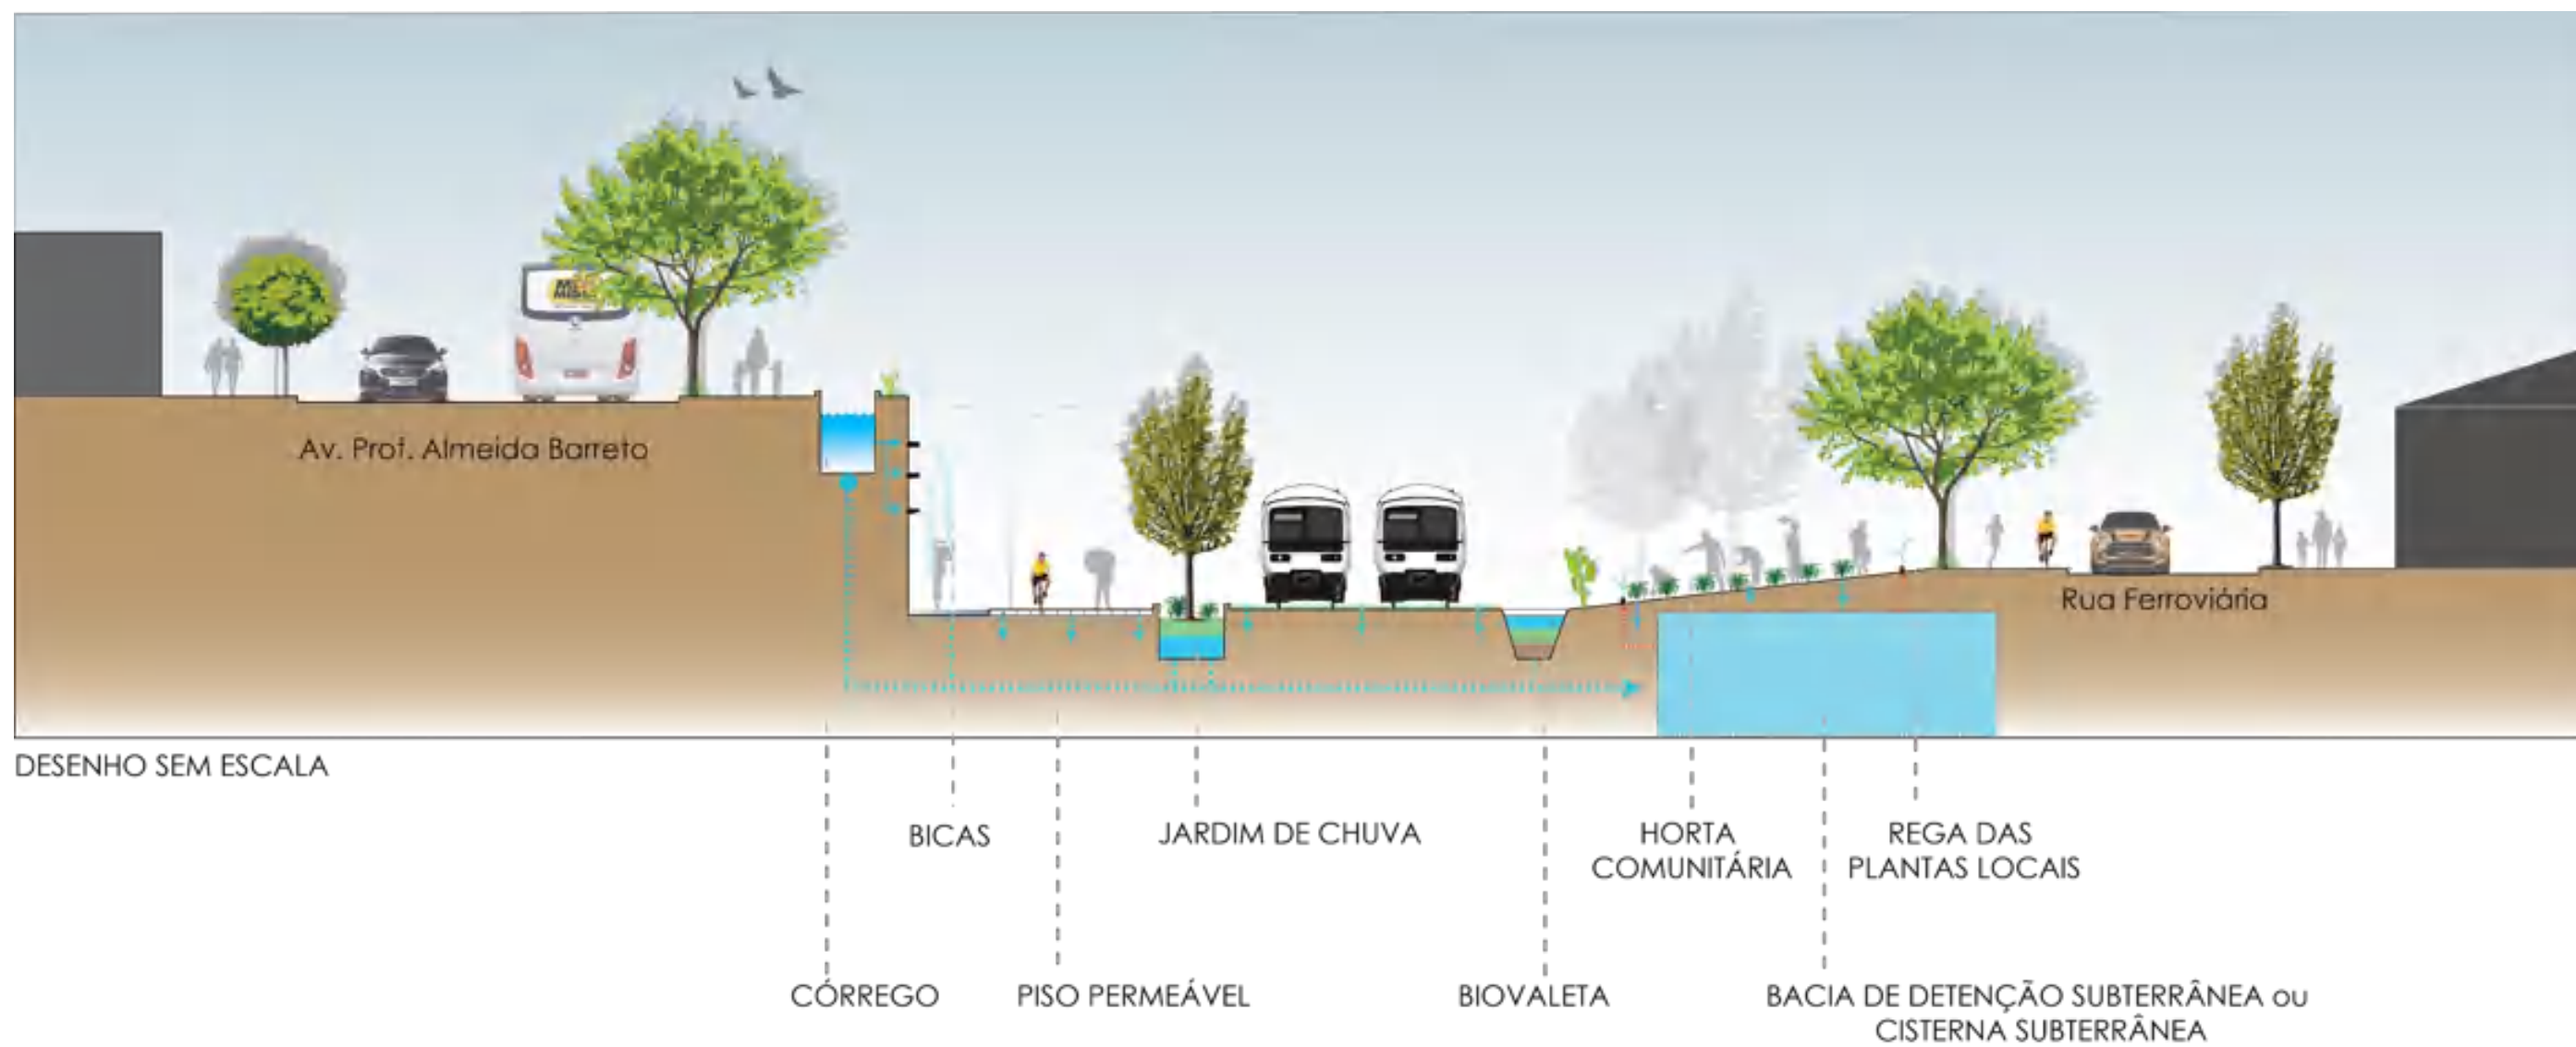 Av. Prof. Almeida Barreto
Rua Ferroviária
DESENHO SEM ESCALA
BICAS
JARDIM DE CHUVA
HORTA
COMUNITÁRIA
REGA DAS
PLANTAS LOCAIS
CÓRREGO
PISO PERMEÁVEL
BIOVALETA
BACIA DE DETENÇÃO SUBTERRÂNEA ou
CISTERNA SUBTERRÂNEA